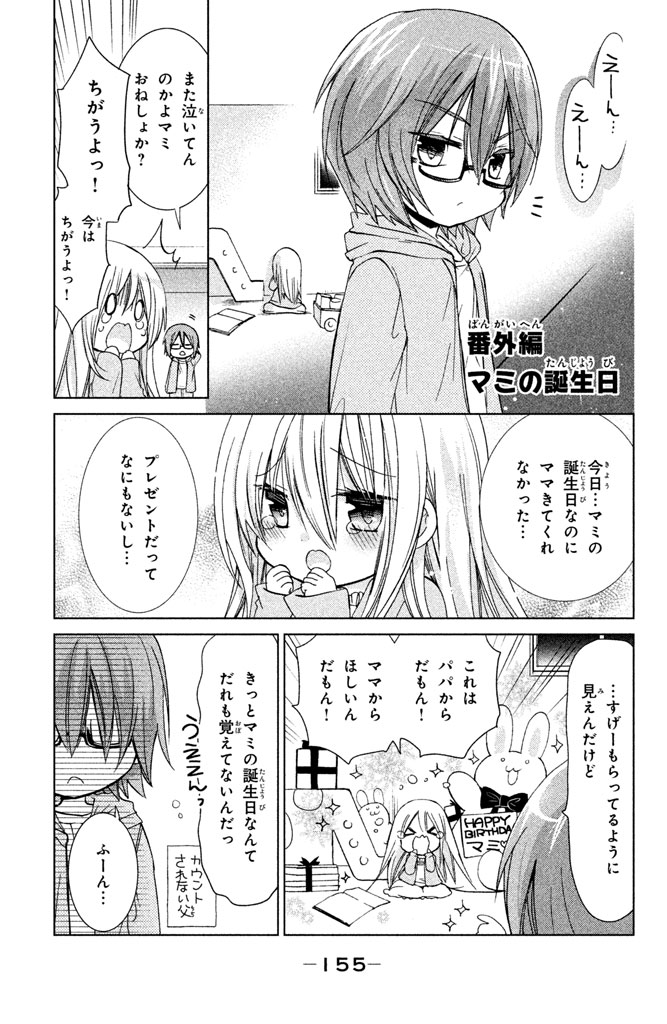 えーん…
えーん…
番外編
マミの誕生日
また泣いてん
のかよマミ
おねしょか?
ちがうよっ!
今は
ちがうよっ!
今日…マミの
誕生日なのに
ママきてくれ
なかった…
プレゼントだって
なにもないし…
…すげーもらってるように
見えんだけど
これは
パパから
だもん!
ママから
ほしいん
だもん!
HAPPY
BIRTHDAY
マミ♡
きっとマミの誕生日なんて
だれも覚えてないんだっ
うえええんっ
カウント
されない父
ふーん…
-155-